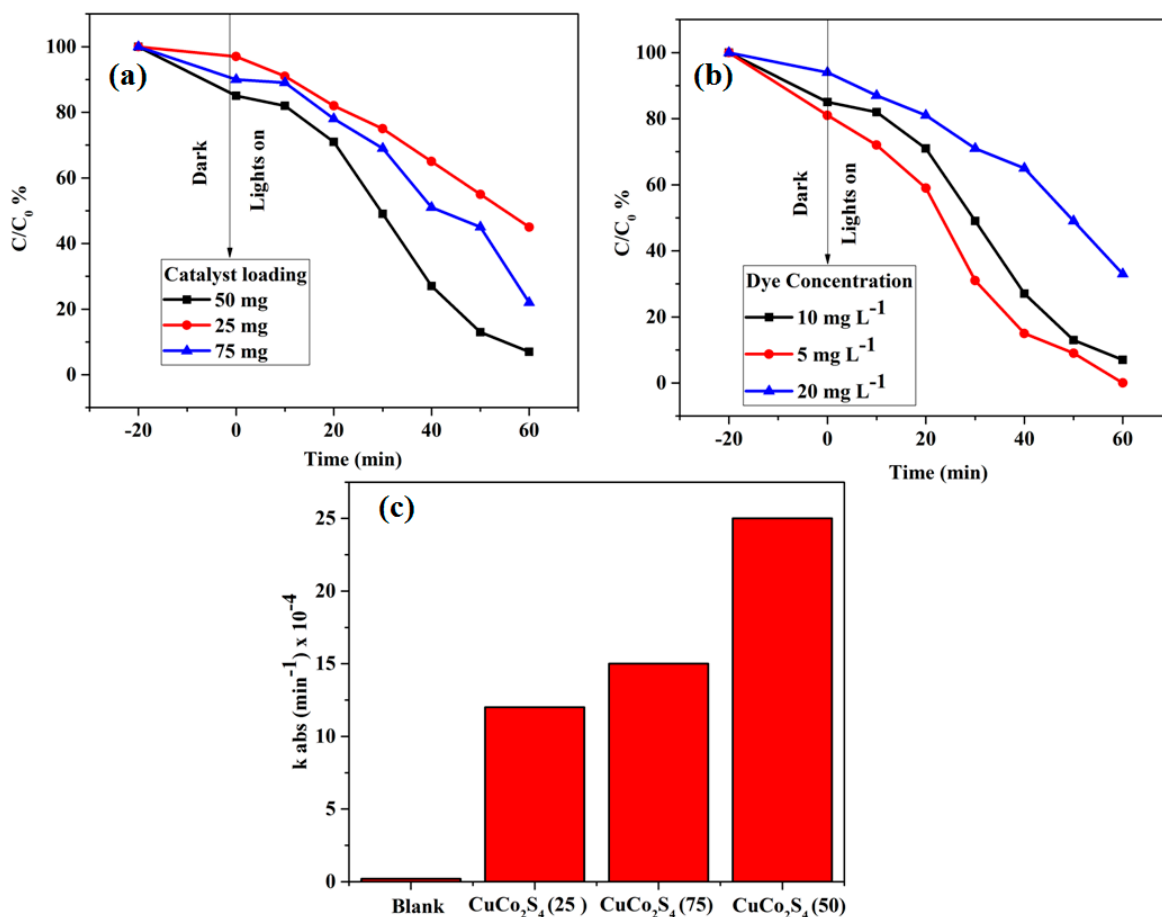 (a)
100
80
60
40
20
0
C/C₀ %
Dark
Lights on
Catalyst loading
50 mg
25 mg
75 mg
-20 0 20 40 60
Time (min)
(b)
100
80
60
40
20
0
C/C₀ %
Dark
Lights on
Dye Concentration
10 mg L⁻¹
5 mg L⁻¹
20 mg L⁻¹
-20 0 20 40 60
Time (min)
(c)
25
20
15
10
5
0
k abs (min⁻¹) x 10⁻⁴
Blank CuCo₂S₄ (25 ) CuCo₂S₄ (75) CuCo₂S₄ (50)